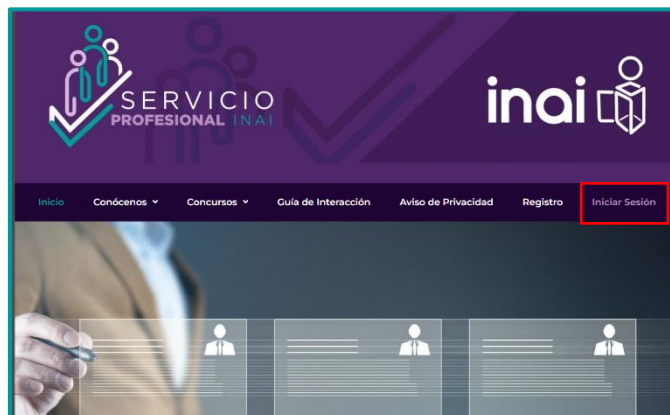 SERVICIO
PROFESIONAL INAI
inai
Inicio Conócenos Concursos Guía de Interacción Aviso de Privacidad Registro Iniciar Sesión